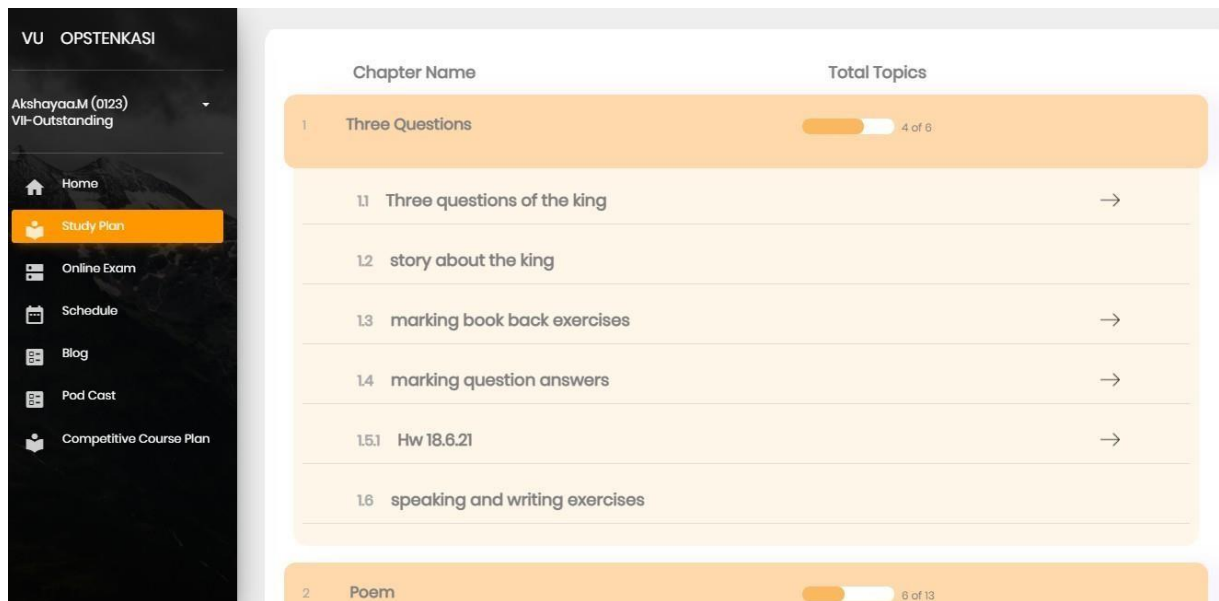 VU OPSTENKASI
Akshayaa.M (0123)
VII-Outstanding
Home
Study Plan
Online Exam
Schedule
Blog
Pod Cast
Competitive Course Plan
Chapter Name Total Topics
1 Three Questions 4 of 6
1.1 Three questions of the king
1.2 story about the king
1.3 marking book back exercises
1.4 marking question answers
1.5.1 Hw 18.6.21
1.6 speaking and writing exercises
2 Poem 6 of 13